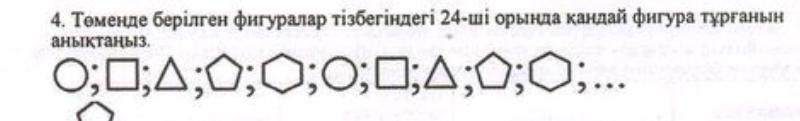 4. Төменде берілген фигуралар тізбегіндегі 24-ші орында қандай фигура тұрғанын
анықтаңыз.
○;□;△;⬠;⬡;○;□;△;⬠;⬡;...